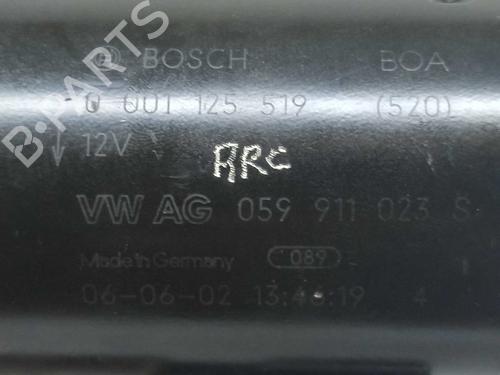 BOSCH BOA
0 001 125 519 (520)
12V
ARC
VW AG 059 911 023 S
Made in Germany 089
06-06-02 13:46:19 4
B-PARTS